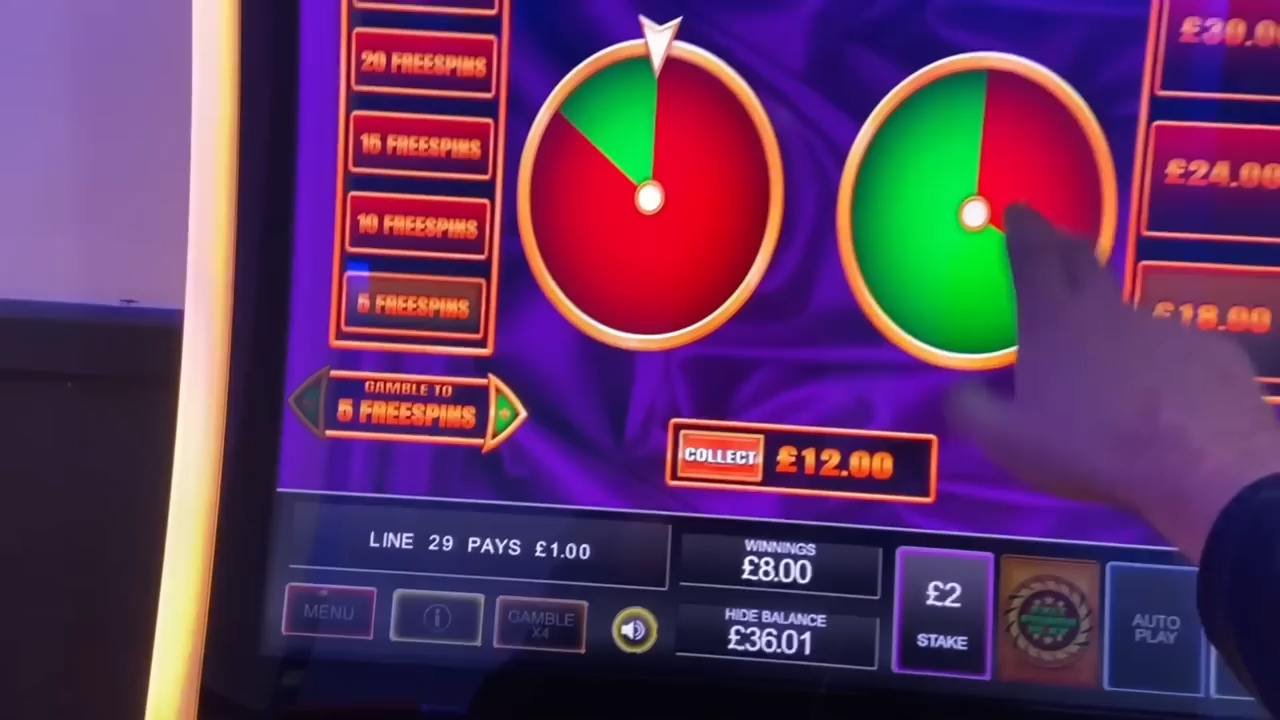 20 FREESPINS
15 FREESPINS
10 FREESPINS
5 FREESPINS
GAMBLE TO
5 FREESPINS
£30.0
£24.00
£18.00
COLLECT £12.00
LINE 29 PAYS £1.00
WINNINGS
£8.00
HIDE BALANCE
£36.01
£2
STAKE
AUTO
PLAY
MENU
i
GAMBLE
X4